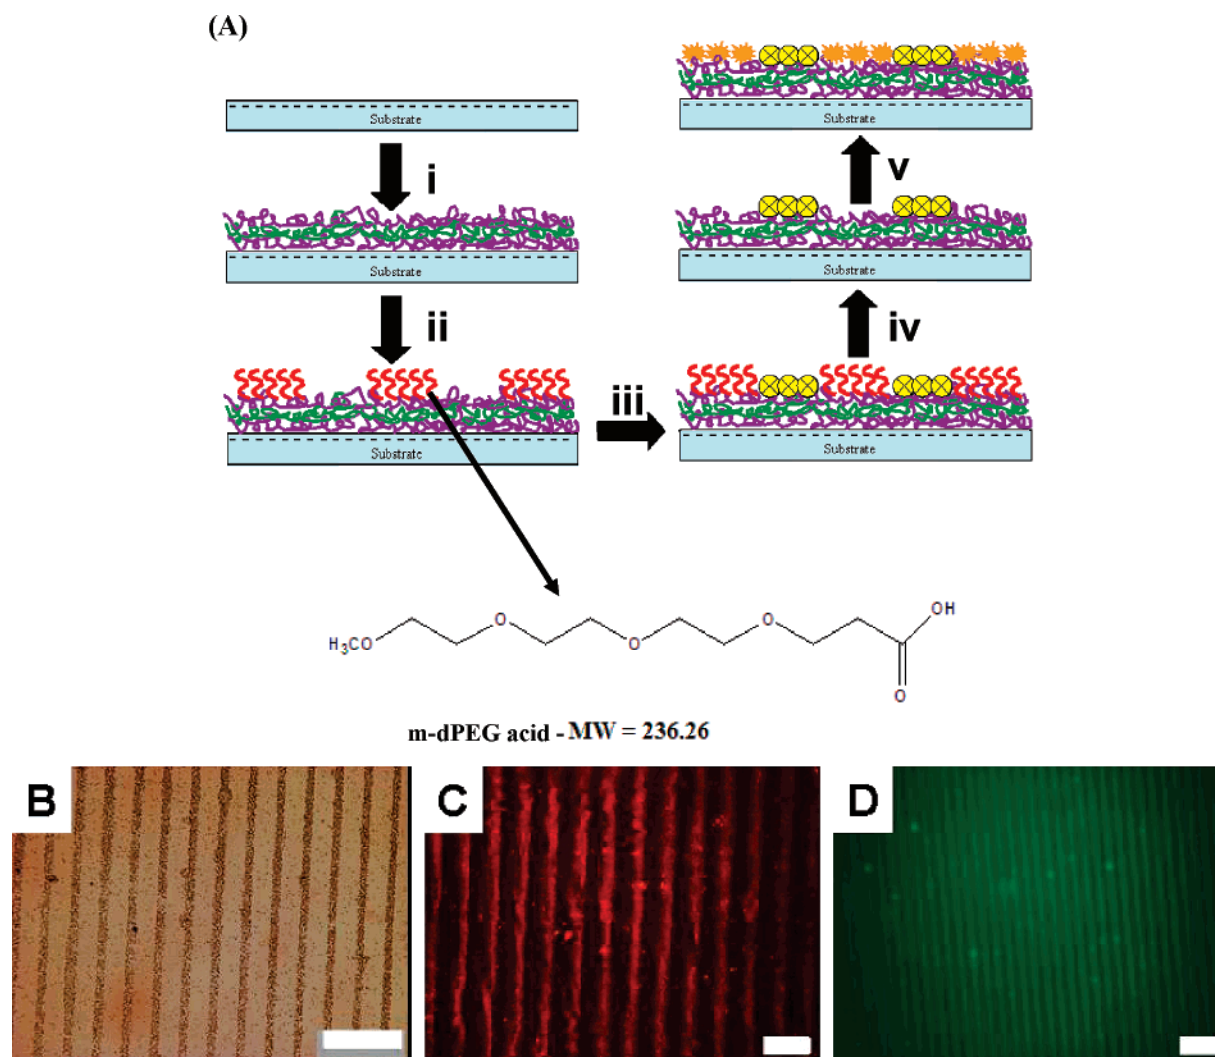 (A)
Substrate
i
Substrate
ii
Substrate
iii
Substrate
iv
Substrate
v
Substrate
H₃CO
O
O
O
OH
O
m-dPEG acid - MW = 236.26
B
C
D